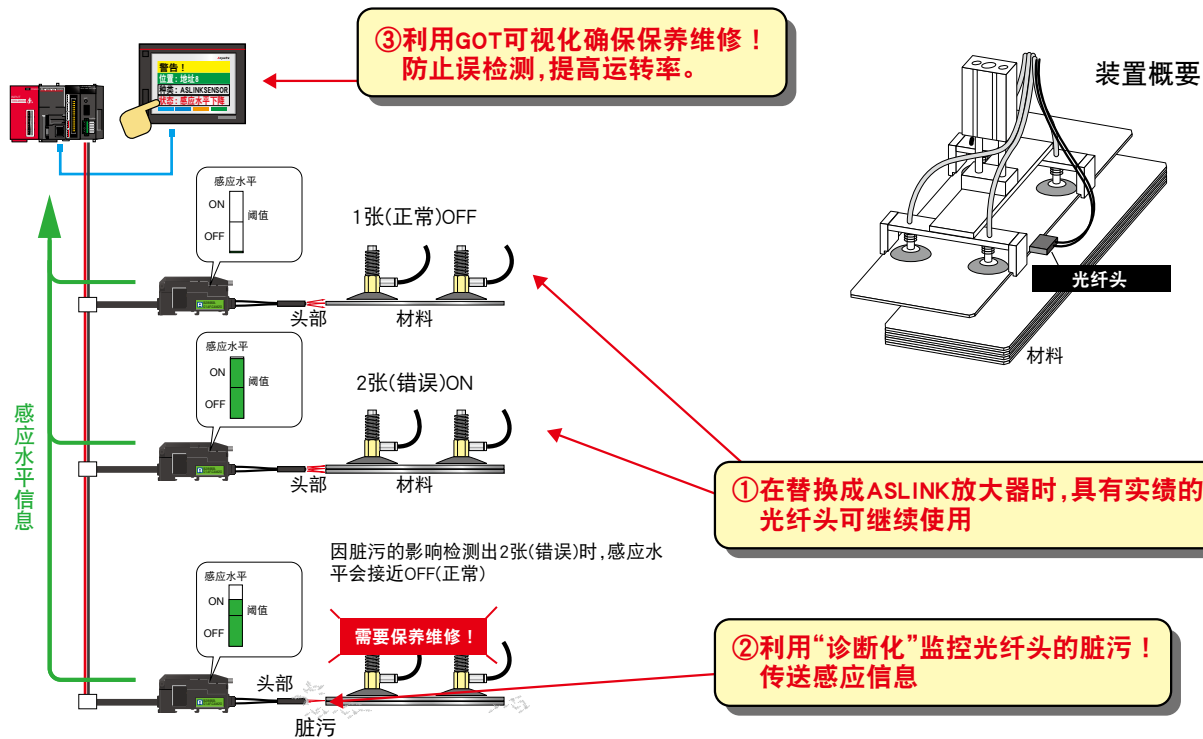 ③利用GOT可视化确保保养维修！
防止误检测,提高运转率。
装置概要
警告！
位置：地址8
种类：ASLINKSENSOR
状态：感应水平下降
感应水平
ON
阈值
OFF
1张(正常)OFF
头部
材料
光纤头
材料
感应水平
ON
阈值
OFF
2张(错误)ON
头部
材料
感应水平信息
①在替换成ASLINK放大器时,具有实绩的
光纤头可继续使用
因脏污的影响检测出2张(错误)时,感应水
平会接近OFF(正常)
感应水平
ON
阈值
OFF
需要保养维修！
头部
脏污
②利用“诊断化”监控光纤头的脏污！
传送感应信息